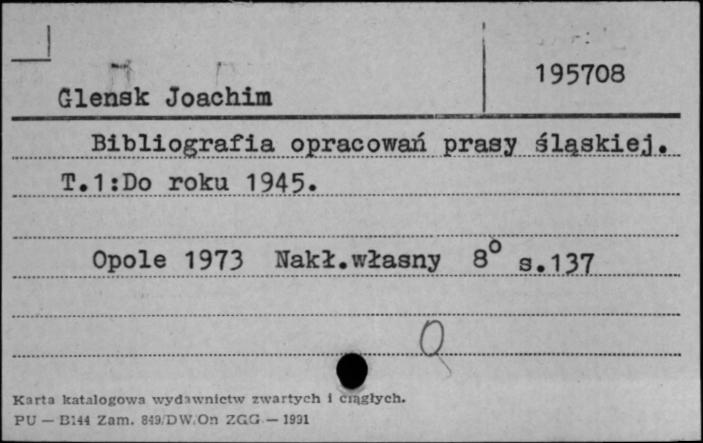 195708
Glensk Joachim
Bibliografia opracowań prasy śląskiej.
T.1:Do roku 1945.
Opole 1973 Nakł.własny 8° s.137
Karta katalogowa wydawnictw zwartych i ciągłych.
PU — B144 Zam. 849/DW/On ZGG — 1991